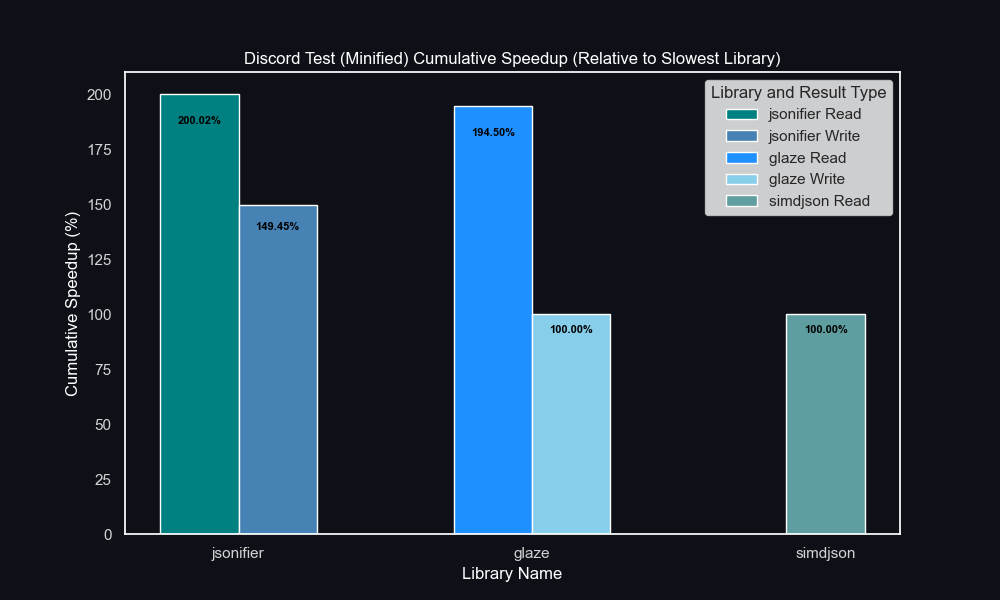 Discord Test (Minified) Cumulative Speedup (Relative to Slowest Library)
Library and Result Type
jsonifier Read
jsonifier Write
glaze Read
glaze Write
simdjson Read
Cumulative Speedup (%)
200
175
150
125
100
75
50
25
0
200.02%
149.45%
194.50%
100.00%
100.00%
jsonifier
glaze
simdjson
Library Name